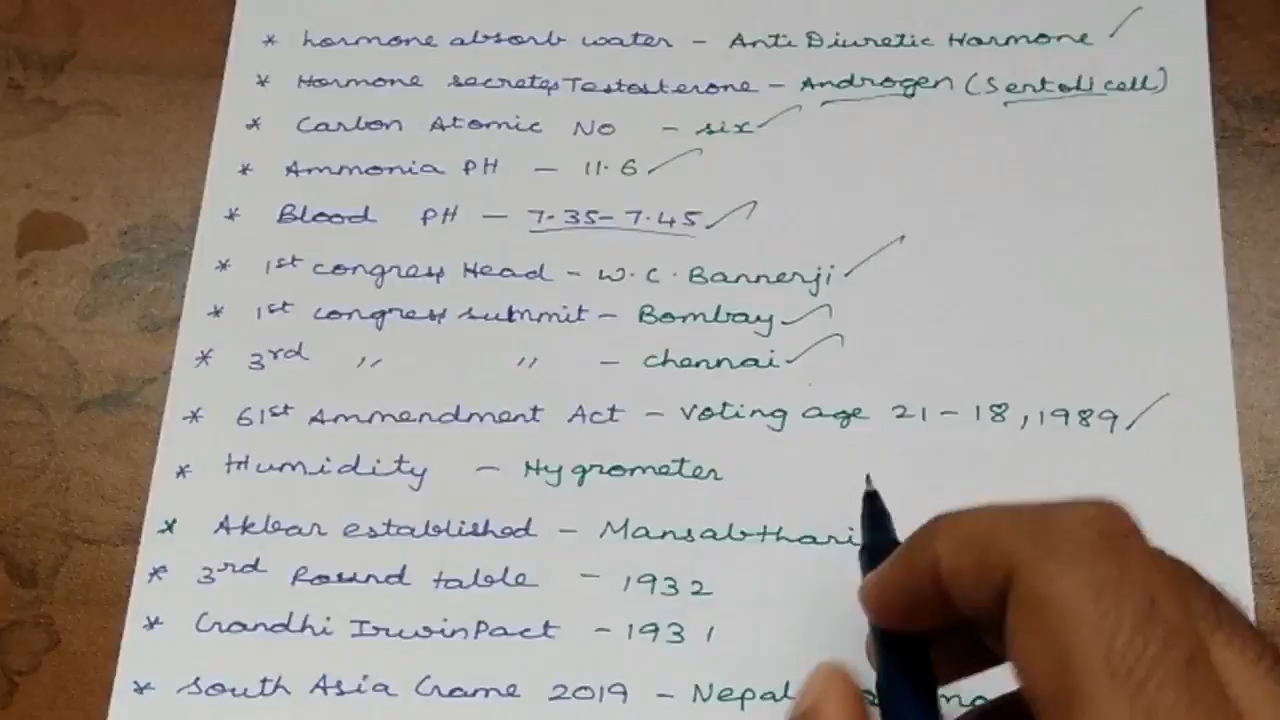 * hormone absorb water - Anti Diuretic Hormone
* Hormone secretes Testosterone - Androgen (Sertoli cell)
* Carbon Atomic No - six
* Ammonia PH - 11.6
* Blood PH - 7.35-7.45
* 1st congress Head - W.C. Bannerji
* 1st congress summit - Bombay
* 3rd ,, ,, - chennai
* 61st Ammendment Act - Voting age 21-18, 1989
* Humidity - Hygrometer
* Akbar established - Mansabthari
* 3rd Round table - 1932
* Gandhi Irwin Pact - 1931
* South Asia Game 2019 - Nepal